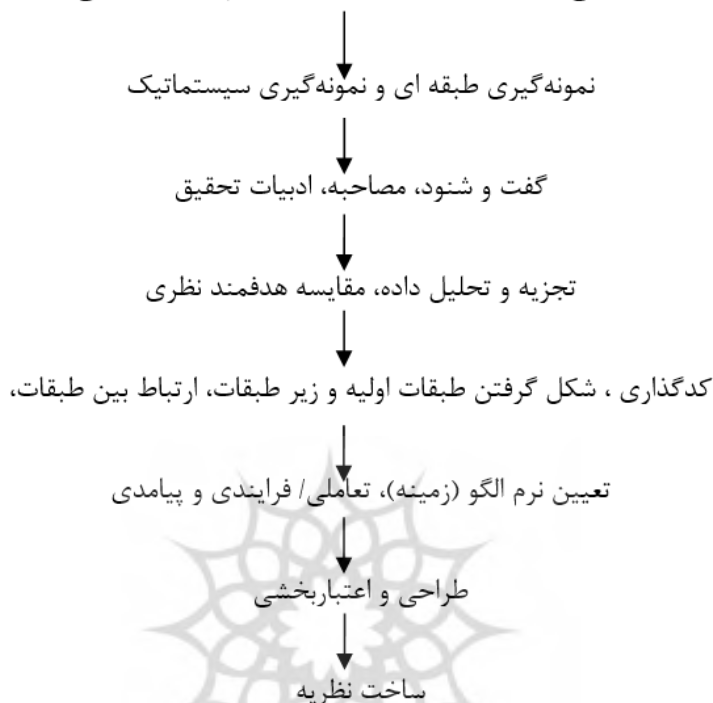 نمونه‌گیری طبقه ای و نمونه‌گیری سیستماتیک
گفت و شنود، مصاحبه، ادبیات تحقیق
تجزیه و تحلیل داده، مقایسه هدفمند نظری
کدگذاری ، شکل گرفتن طبقات اولیه و زیر طبقات، ارتباط بین طبقات،
تعیین نرم الگو (زمینه)، تعاملی/ فرایندی و پیامدی
طراحی و اعتباربخشی
ساخت نظریه